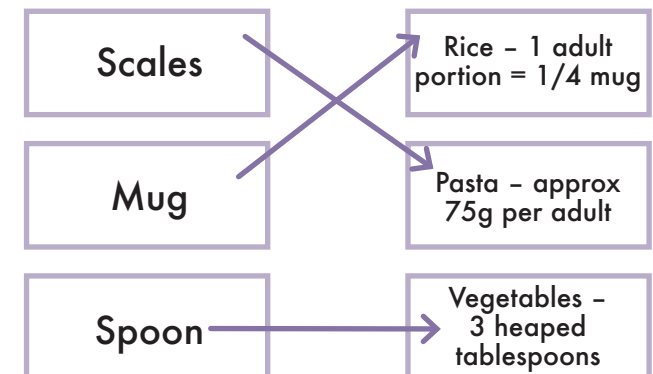 Scales
Rice – 1 adult
portion = 1/4 mug
Mug
Pasta – approx
75g per adult
Spoon
Vegetables –
3 heaped
tablespoons